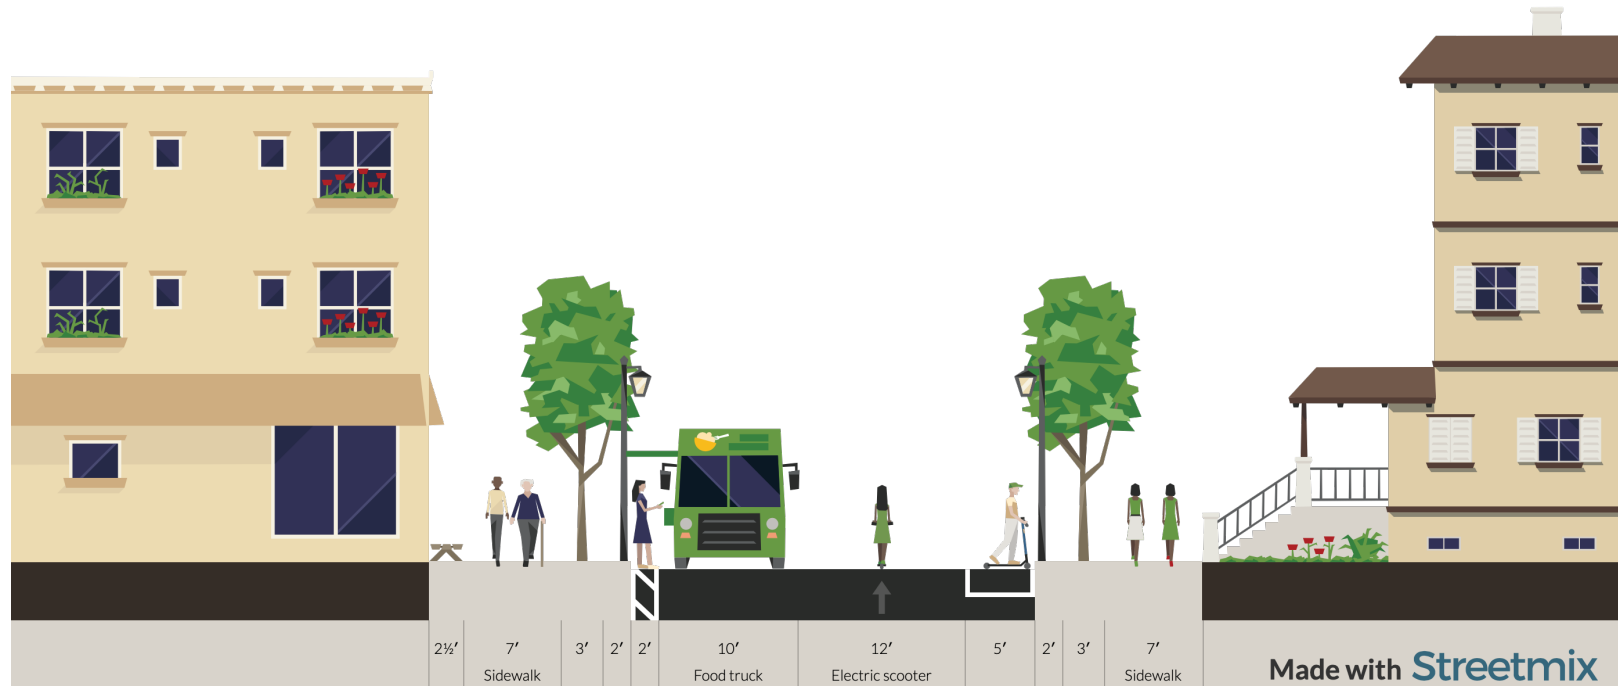 2½′ 7′ 3′ 2′ 2′ 10′ 12′ 5′ 2′ 3′ 7′
Sidewalk Food truck Electric scooter Sidewalk
Made with Streetmix